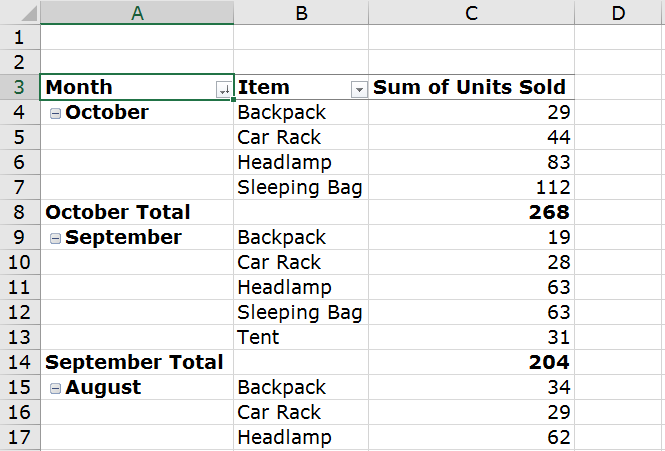 A B C D
1
2
3 Month Item Sum of Units Sold
4 October Backpack 29
5 Car Rack 44
6 Headlamp 83
7 Sleeping Bag 112
8 October Total 268
9 September Backpack 19
10 Car Rack 28
11 Headlamp 63
12 Sleeping Bag 63
13 Tent 31
14 September Total 204
15 August Backpack 34
16 Car Rack 29
17 Headlamp 62